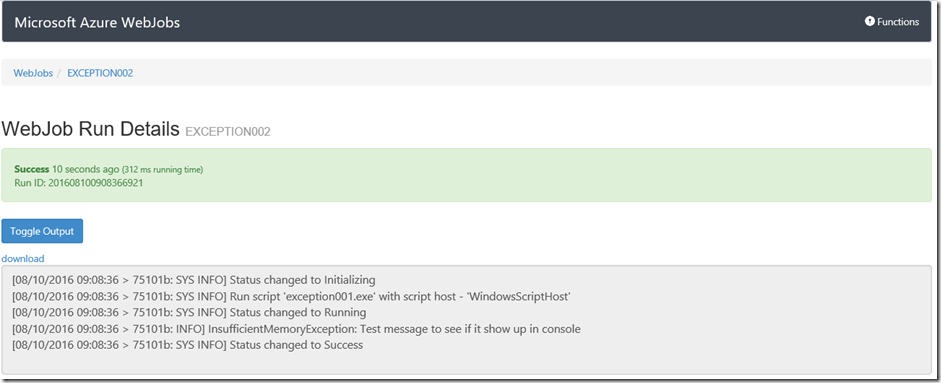 Microsoft Azure WebJobs Functions
WebJobs / EXCEPTION002
WebJob Run Details EXCEPTION002
Success 10 seconds ago (312 ms running time)
Run ID: 201608100908366921
Toggle Output
download
[08/10/2016 09:08:36 > 75101b: SYS INFO] Status changed to Initializing
[08/10/2016 09:08:36 > 75101b: SYS INFO] Run script 'exception001.exe' with script host - 'WindowsScriptHost'
[08/10/2016 09:08:36 > 75101b: SYS INFO] Status changed to Running
[08/10/2016 09:08:36 > 75101b: INFO] InsufficientMemoryException: Test message to see if it show up in console
[08/10/2016 09:08:36 > 75101b: SYS INFO] Status changed to Success